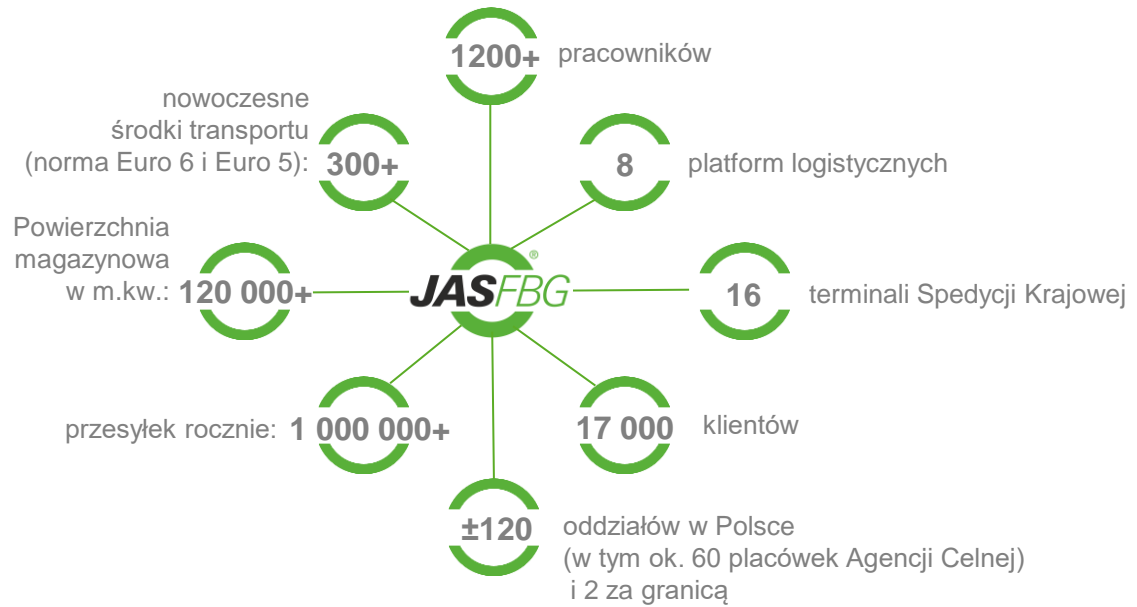 1200+ pracowników
nowoczesne
środki transportu
(norma Euro 6 i Euro 5): 300+
8 platform logistycznych
Powierzchnia
magazynowa
w m.kw.: 120 000+
JASFBG®
16 terminali Spedycji Krajowej
przesyłek rocznie: 1 000 000+
17 000 klientów
±120 oddziałów w Polsce
(w tym ok. 60 placówek Agencji Celnej)
i 2 za granicą